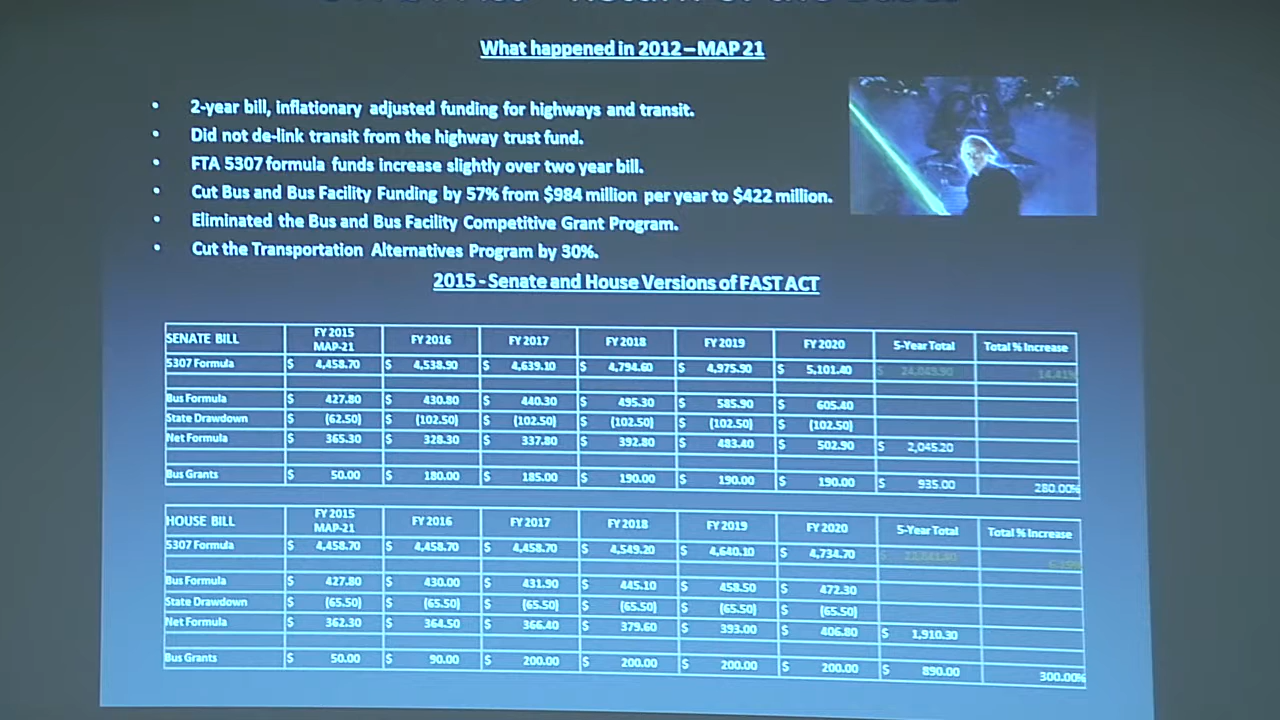 What happened in 2012 – MAP 21
• 2-year bill, inflationary adjusted funding for highways and transit.
• Did not de-link transit from the highway trust fund.
• FTA 5307 formula funds increase slightly over two year bill.
• Cut Bus and Bus Facility Funding by 57% from $984 million per year to $422 million.
• Eliminated the Bus and Bus Facility Competitive Grant Program.
• Cut the Transportation Alternatives Program by 30%.
2015 - Senate and House Versions of FAST ACT
SENATE BILL FY 2015 MAP-21 FY 2016 FY 2017 FY 2018 FY 2019 FY 2020 5-Year Total Total % Increase
5307 Formula $ 4,458.70 $ 4,538.90 $ 4,639.10 $ 4,794.60 $ 4,975.90 $ 5,101.40 $ 24,049.90 14.41%
Bus Formula $ 427.80 $ 430.80 $ 440.30 $ 495.30 $ 585.90 $ 605.40
State Drawdown $ (62.50) $ (102.50) $ (102.50) $ (102.50) $ (102.50) $ (102.50)
Net Formula $ 365.30 $ 328.30 $ 337.80 $ 392.80 $ 483.40 $ 502.90 $ 2,045.20
Bus Grants $ 50.00 $ 180.00 $ 185.00 $ 190.00 $ 190.00 $ 190.00 $ 935.00 280.00%
HOUSE BILL FY 2015 MAP-21 FY 2016 FY 2017 FY 2018 FY 2019 FY 2020 5-Year Total Total % Increase
5307 Formula $ 4,458.70 $ 4,458.70 $ 4,458.70 $ 4,549.20 $ 4,640.10 $ 4,734.70 $
Bus Formula $ 427.80 $ 430.00 $ 431.90 $ 445.10 $ 458.50 $ 472.30
State Drawdown $ (65.50) $ (65.50) $ (65.50) $ (65.50) $ (65.50) $ (65.50)
Net Formula $ 362.30 $ 364.50 $ 366.40 $ 379.60 $ 393.00 $ 406.80 $ 1,910.30
Bus Grants $ 50.00 $ 90.00 $ 200.00 $ 200.00 $ 200.00 $ 200.00 $ 890.00 300.00%